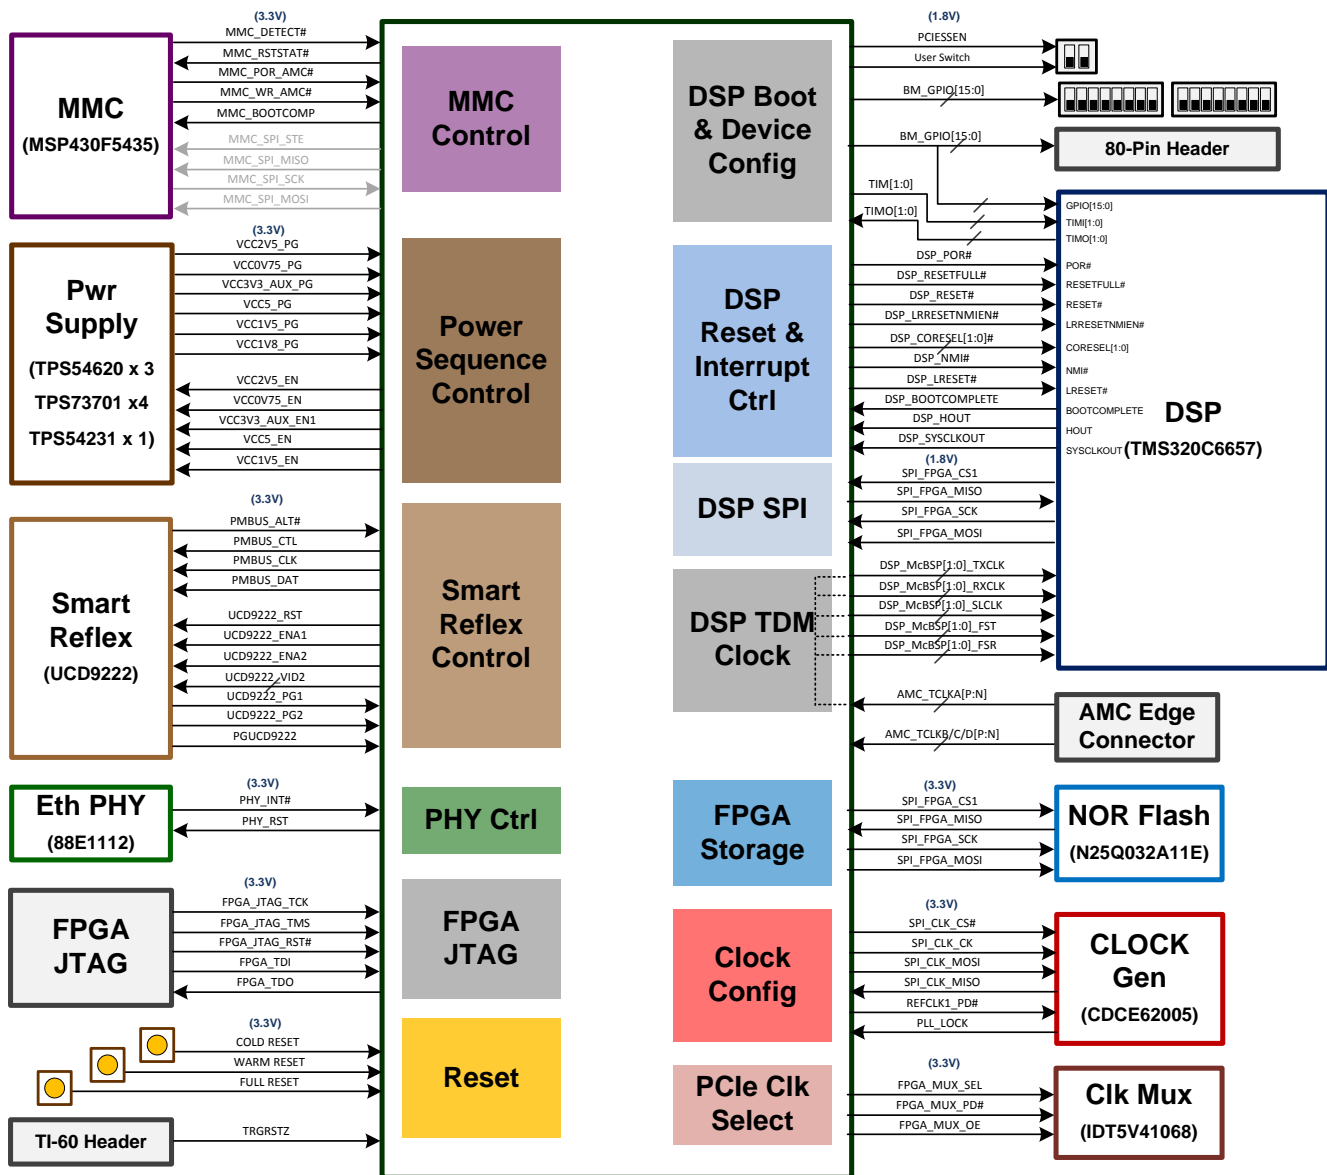 (3.3V)
MMC_DETECT#
MMC_RSTSTAT#
MMC_POR_AMC#
MMC_WR_AMC#
MMC_BOOTCOMP
MMC_SPI_STE
MMC_SPI_MISO
MMC_SPI_SCK
MMC_SPI_MOSI
MMC
(MSP430F5435)
MMC
Control
(3.3V)
VCC2V5_PG
VCC0V75_PG
VCC3V3_AUX_PG
VCC5_PG
VCC1V5_PG
VCC1V8_PG
VCC2V5_EN
VCC0V75_EN
VCC3V3_AUX_EN1
VCC5_EN
VCC1V5_EN
Pwr
Supply
(TPS54620 x 3
TPS73701 x4
TPS54231 x 1)
Power
Sequence
Control
(3.3V)
PMBUS_ALT#
PMBUS_CTL
PMBUS_CLK
PMBUS_DAT
UCD9222_RST
UCD9222_ENA1
UCD9222_ENA2
UCD9222_VID2
UCD9222_PG1
UCD9222_PG2
PGUCD9222
Smart
Reflex
(UCD9222)
Smart
Reflex
Control
(3.3V)
PHY_INT#
PHY_RST
Eth PHY
(88E1112)
PHY Ctrl
(3.3V)
FPGA_JTAG_TCK
FPGA_JTAG_TMS
FPGA_JTAG_RST#
FPGA_TDI
FPGA_TDO
FPGA
JTAG
FPGA
JTAG
(3.3V)
COLD RESET
WARM RESET
FULL RESET
Reset
TI-60 Header
TRGRSTZ
(1.8V)
PCIESSEN
User Switch
BM_GPIO[15:0]
BM_GPIO[15:0]
TIM[1:0]
TIMO[1:0]
DSP Boot
& Device
Config
80-Pin Header
GPIO[15:0]
TIMI[1:0]
TIMO[1:0]
DSP_POR#
DSP_RESETFULL#
DSP_RESET#
DSP_LRRESETNMIEN#
DSP_CORESEL[1:0]#
DSP_NMI#
DSP_LRESET#
DSP_BOOTCOMPLETE
DSP_HOUT
DSP_SYSCLKOUT
DSP
Reset &
Interrupt
Ctrl
POR#
RESETFULL#
RESET#
LRRESETNMIEN#
CORESEL[1:0]
NMI#
LRESET#
BOOTCOMPLETE
HOUT
SYSCLKOUT
DSP
(TMS320C6657)
(1.8V)
SPI_FPGA_CS1
SPI_FPGA_MISO
SPI_FPGA_SCK
SPI_FPGA_MOSI
DSP SPI
DSP_McBSP[1:0]_TXCLK
DSP_McBSP[1:0]_RXCLK
DSP_McBSP[1:0]_SLCLK
DSP_McBSP[1:0]_FST
DSP_McBSP[1:0]_FSR
DSP TDM
Clock
AMC_TCLKA[P:N]
AMC_TCLKB/C/D[P:N]
AMC Edge
Connector
(3.3V)
SPI_FPGA_CS1
SPI_FPGA_MISO
SPI_FPGA_SCK
SPI_FPGA_MOSI
FPGA
Storage
NOR Flash
(N25Q032A11E)
(3.3V)
SPI_CLK_CS#
SPI_CLK_CK
SPI_CLK_MOSI
SPI_CLK_MISO
REFCLK1_PD#
PLL_LOCK
Clock
Config
CLOCK
Gen
(CDCE62005)
(3.3V)
FPGA_MUX_SEL
FPGA_MUX_PD#
FPGA_MUX_OE
PCIe Clk
Select
Clk Mux
(IDT5V41068)